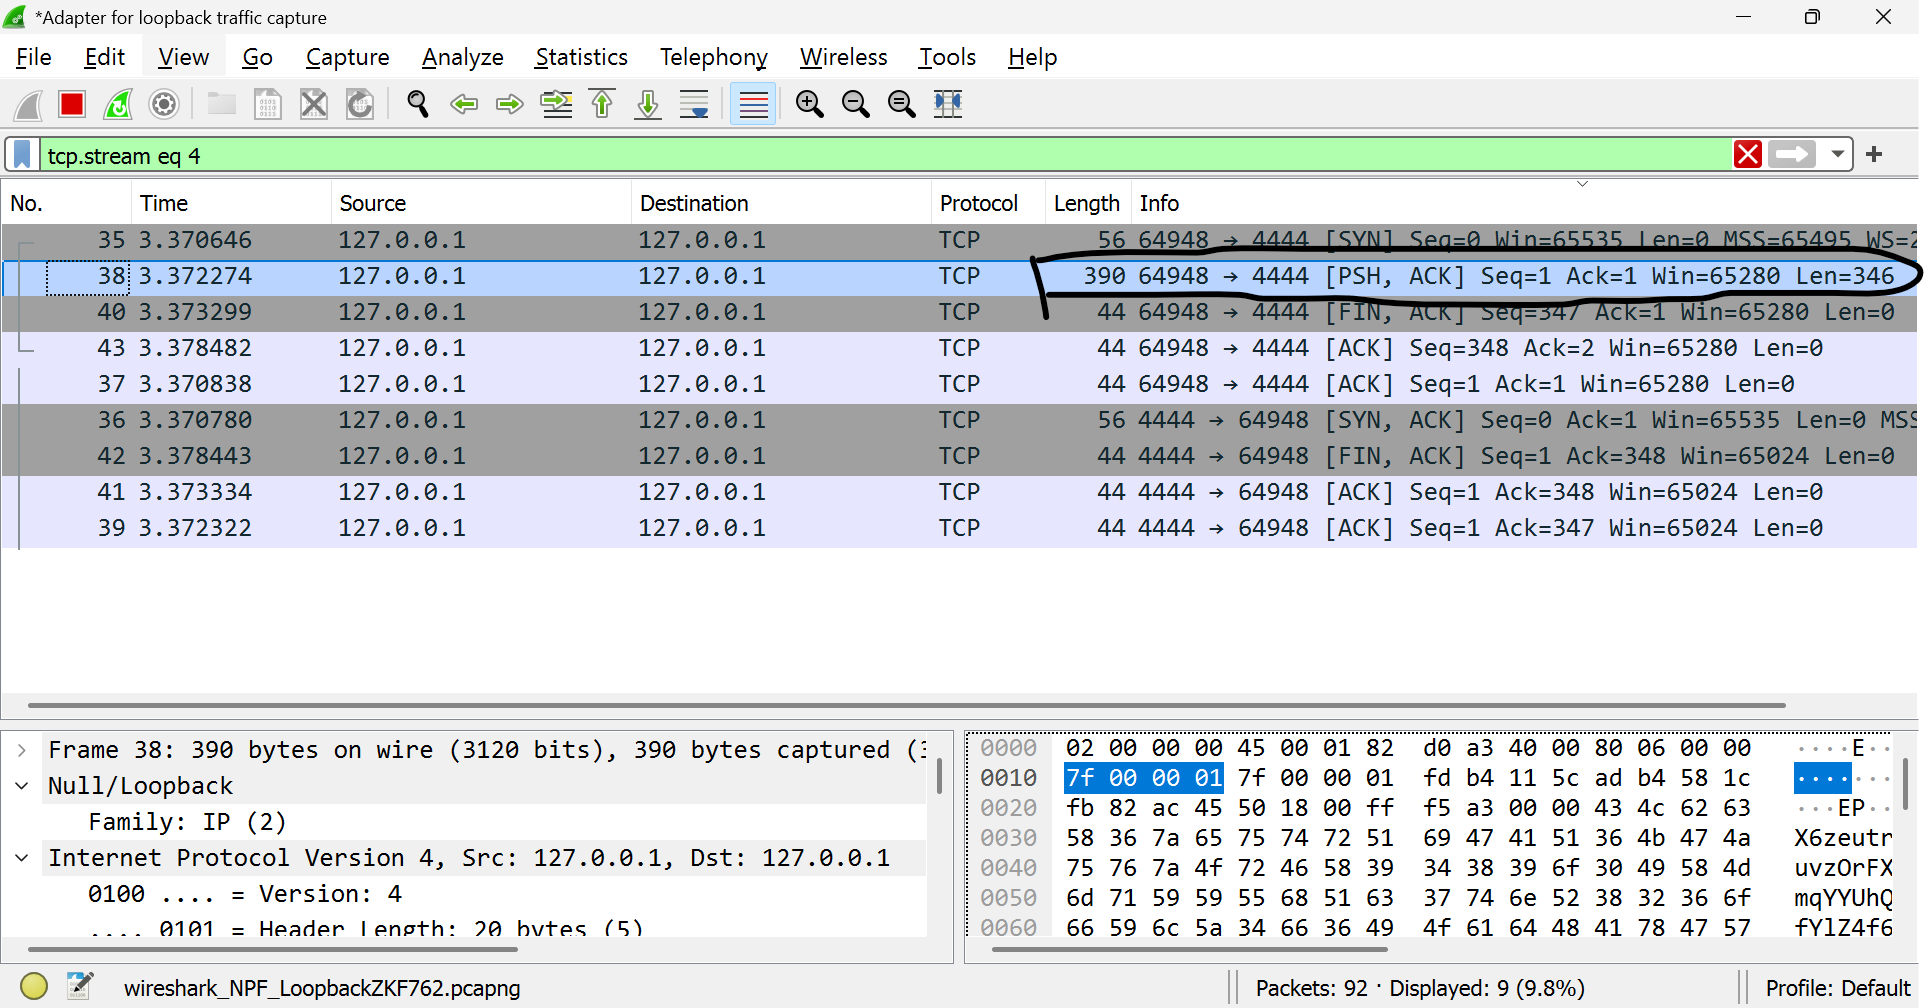 *Adapter for loopback traffic capture
File Edit View Go Capture Analyze Statistics Telephony Wireless Tools Help
tcp.stream eq 4
No. Time Source Destination Protocol Length Info
35 3.370646 127.0.0.1 127.0.0.1 TCP 56 64948 → 4444 [SYN] Seq=0 Win=65535 Len=0 MSS=65495 WS=2
38 3.372274 127.0.0.1 127.0.0.1 TCP 390 64948 → 4444 [PSH, ACK] Seq=1 Ack=1 Win=65280 Len=346
40 3.373299 127.0.0.1 127.0.0.1 TCP 44 64948 → 4444 [FIN, ACK] Seq=347 Ack=1 Win=65280 Len=0
43 3.378482 127.0.0.1 127.0.0.1 TCP 44 64948 → 4444 [ACK] Seq=348 Ack=2 Win=65280 Len=0
37 3.370838 127.0.0.1 127.0.0.1 TCP 44 64948 → 4444 [ACK] Seq=1 Ack=1 Win=65280 Len=0
36 3.370780 127.0.0.1 127.0.0.1 TCP 56 4444 → 64948 [SYN, ACK] Seq=0 Ack=1 Win=65535 Len=0 MSS
42 3.378443 127.0.0.1 127.0.0.1 TCP 44 4444 → 64948 [FIN, ACK] Seq=1 Ack=348 Win=65024 Len=0
41 3.373334 127.0.0.1 127.0.0.1 TCP 44 4444 → 64948 [ACK] Seq=1 Ack=348 Win=65024 Len=0
39 3.372322 127.0.0.1 127.0.0.1 TCP 44 4444 → 64948 [ACK] Seq=1 Ack=347 Win=65024 Len=0
Frame 38: 390 bytes on wire (3120 bits), 390 bytes captured (3
Null/Loopback
Family: IP (2)
Internet Protocol Version 4, Src: 127.0.0.1, Dst: 127.0.0.1
0100 .... = Version: 4
.... 0101 = Header Length: 20 bytes (5)
0000 02 00 00 00 45 00 01 82 d0 a3 40 00 80 06 00 00 ····E··
0010 7f 00 00 01 7f 00 00 01 fd b4 11 5c ad b4 58 1c ·······
0020 fb 82 ac 45 50 18 00 ff f5 a3 00 00 43 4c 62 63 ···EP··
0030 58 36 7a 65 75 74 72 51 69 47 41 51 36 4b 47 4a X6zeutr
0040 75 76 7a 4f 72 46 58 39 34 38 39 6f 30 49 58 4d uvzOrFX
0050 6d 71 59 59 55 68 51 63 37 74 6e 52 38 32 36 6f mqYYUhQ
0060 66 59 6c 5a 34 66 36 49 4f 61 64 48 41 78 47 57 fYlZ4f6
wireshark_NPF_LoopbackZKF762.pcapng
Packets: 92 · Displayed: 9 (9.8%)
Profile: Default